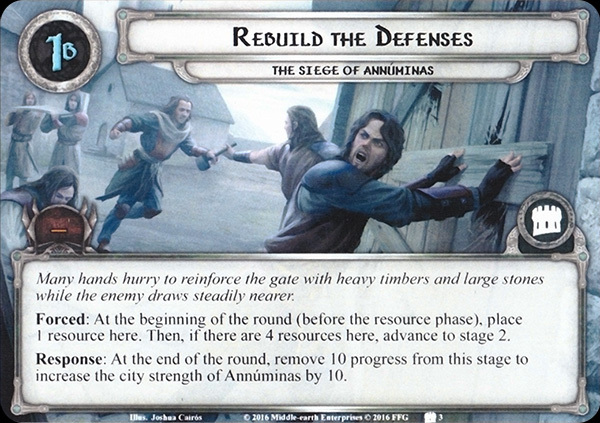 1B
REBUILD THE DEFENSES
THE SIEGE OF ANNÚMINAS
–
Many hands hurry to reinforce the gate with heavy timbers and large stones
while the enemy draws steadily nearer.
Forced: At the beginning of the round (before the resource phase), place
1 resource here. Then, if there are 4 resources here, advance to stage 2.
Response: At the end of the round, remove 10 progress from this stage to
increase the city strength of Annúminas by 10.
Illus. Joshua Cairós © 2016 Middle-earth Enterprises © 2016 FFG 3